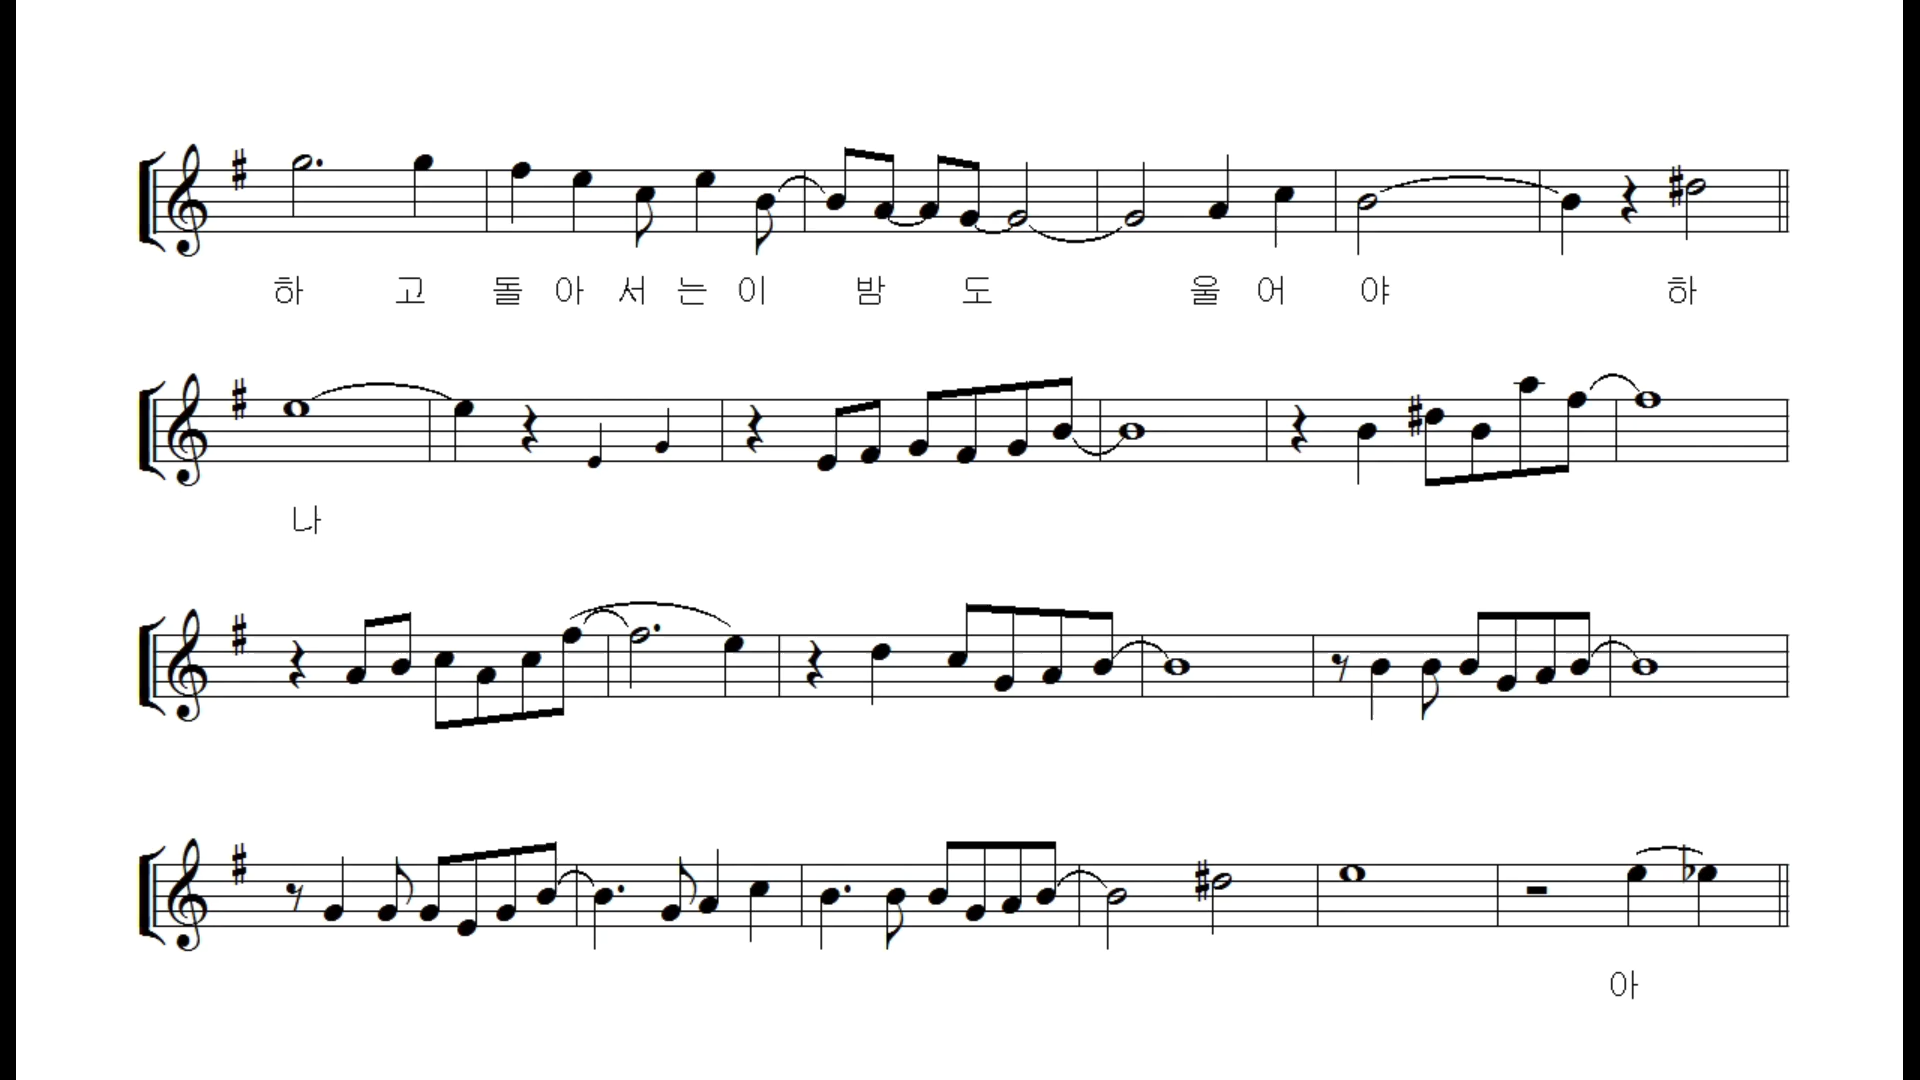 하 고 돌 아 서 는 이 밤 도 울 어 야 하
나
아